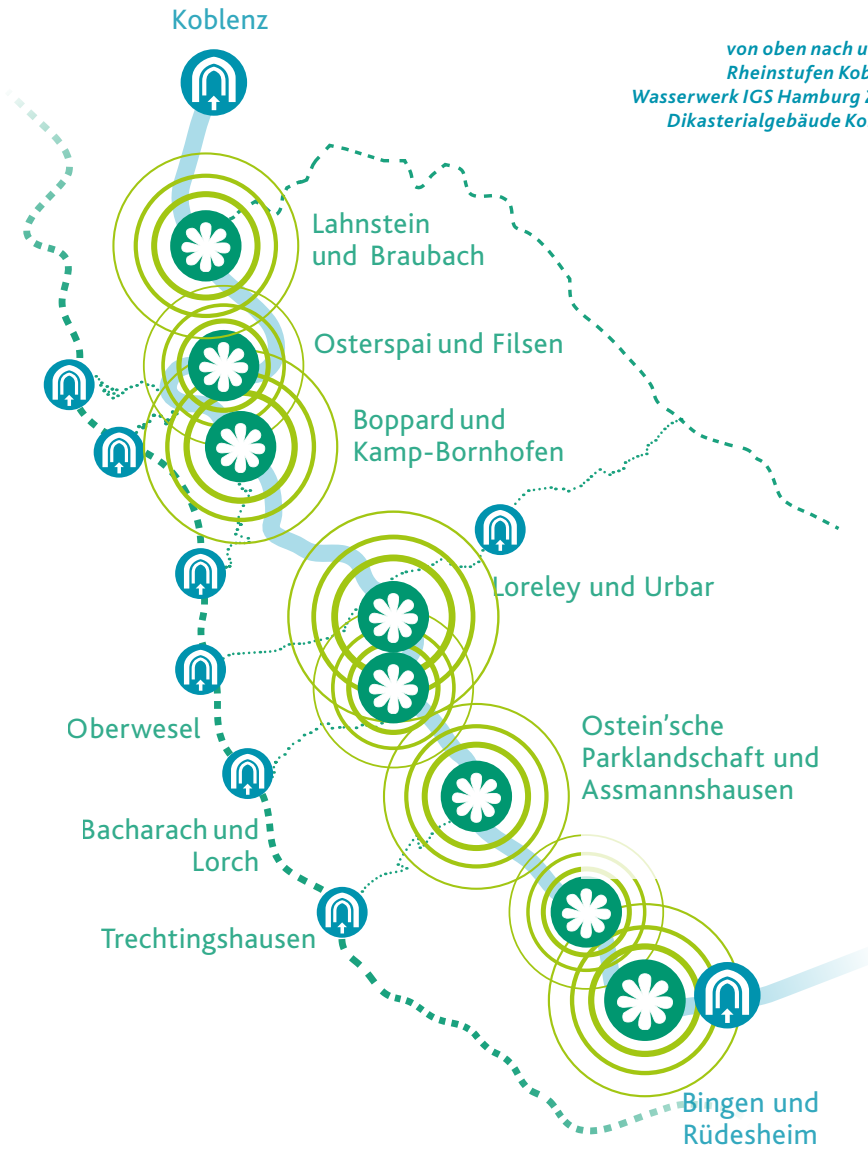 Koblenz
von oben nach u
Rheinstufen Kob
Wasserwerk IGS Hamburg
Dikasterialgebäude Ko
Lahnstein
und Braubach
Osterspai und Filsen
Boppard und
Kamp-Bornhofen
Loreley und Urbar
Oberwesel
Ostein’sche
Parklandschaft und
Assmannshausen
Bacharach und
Lorch
Trechtingshausen
Bingen und
Rüdesheim